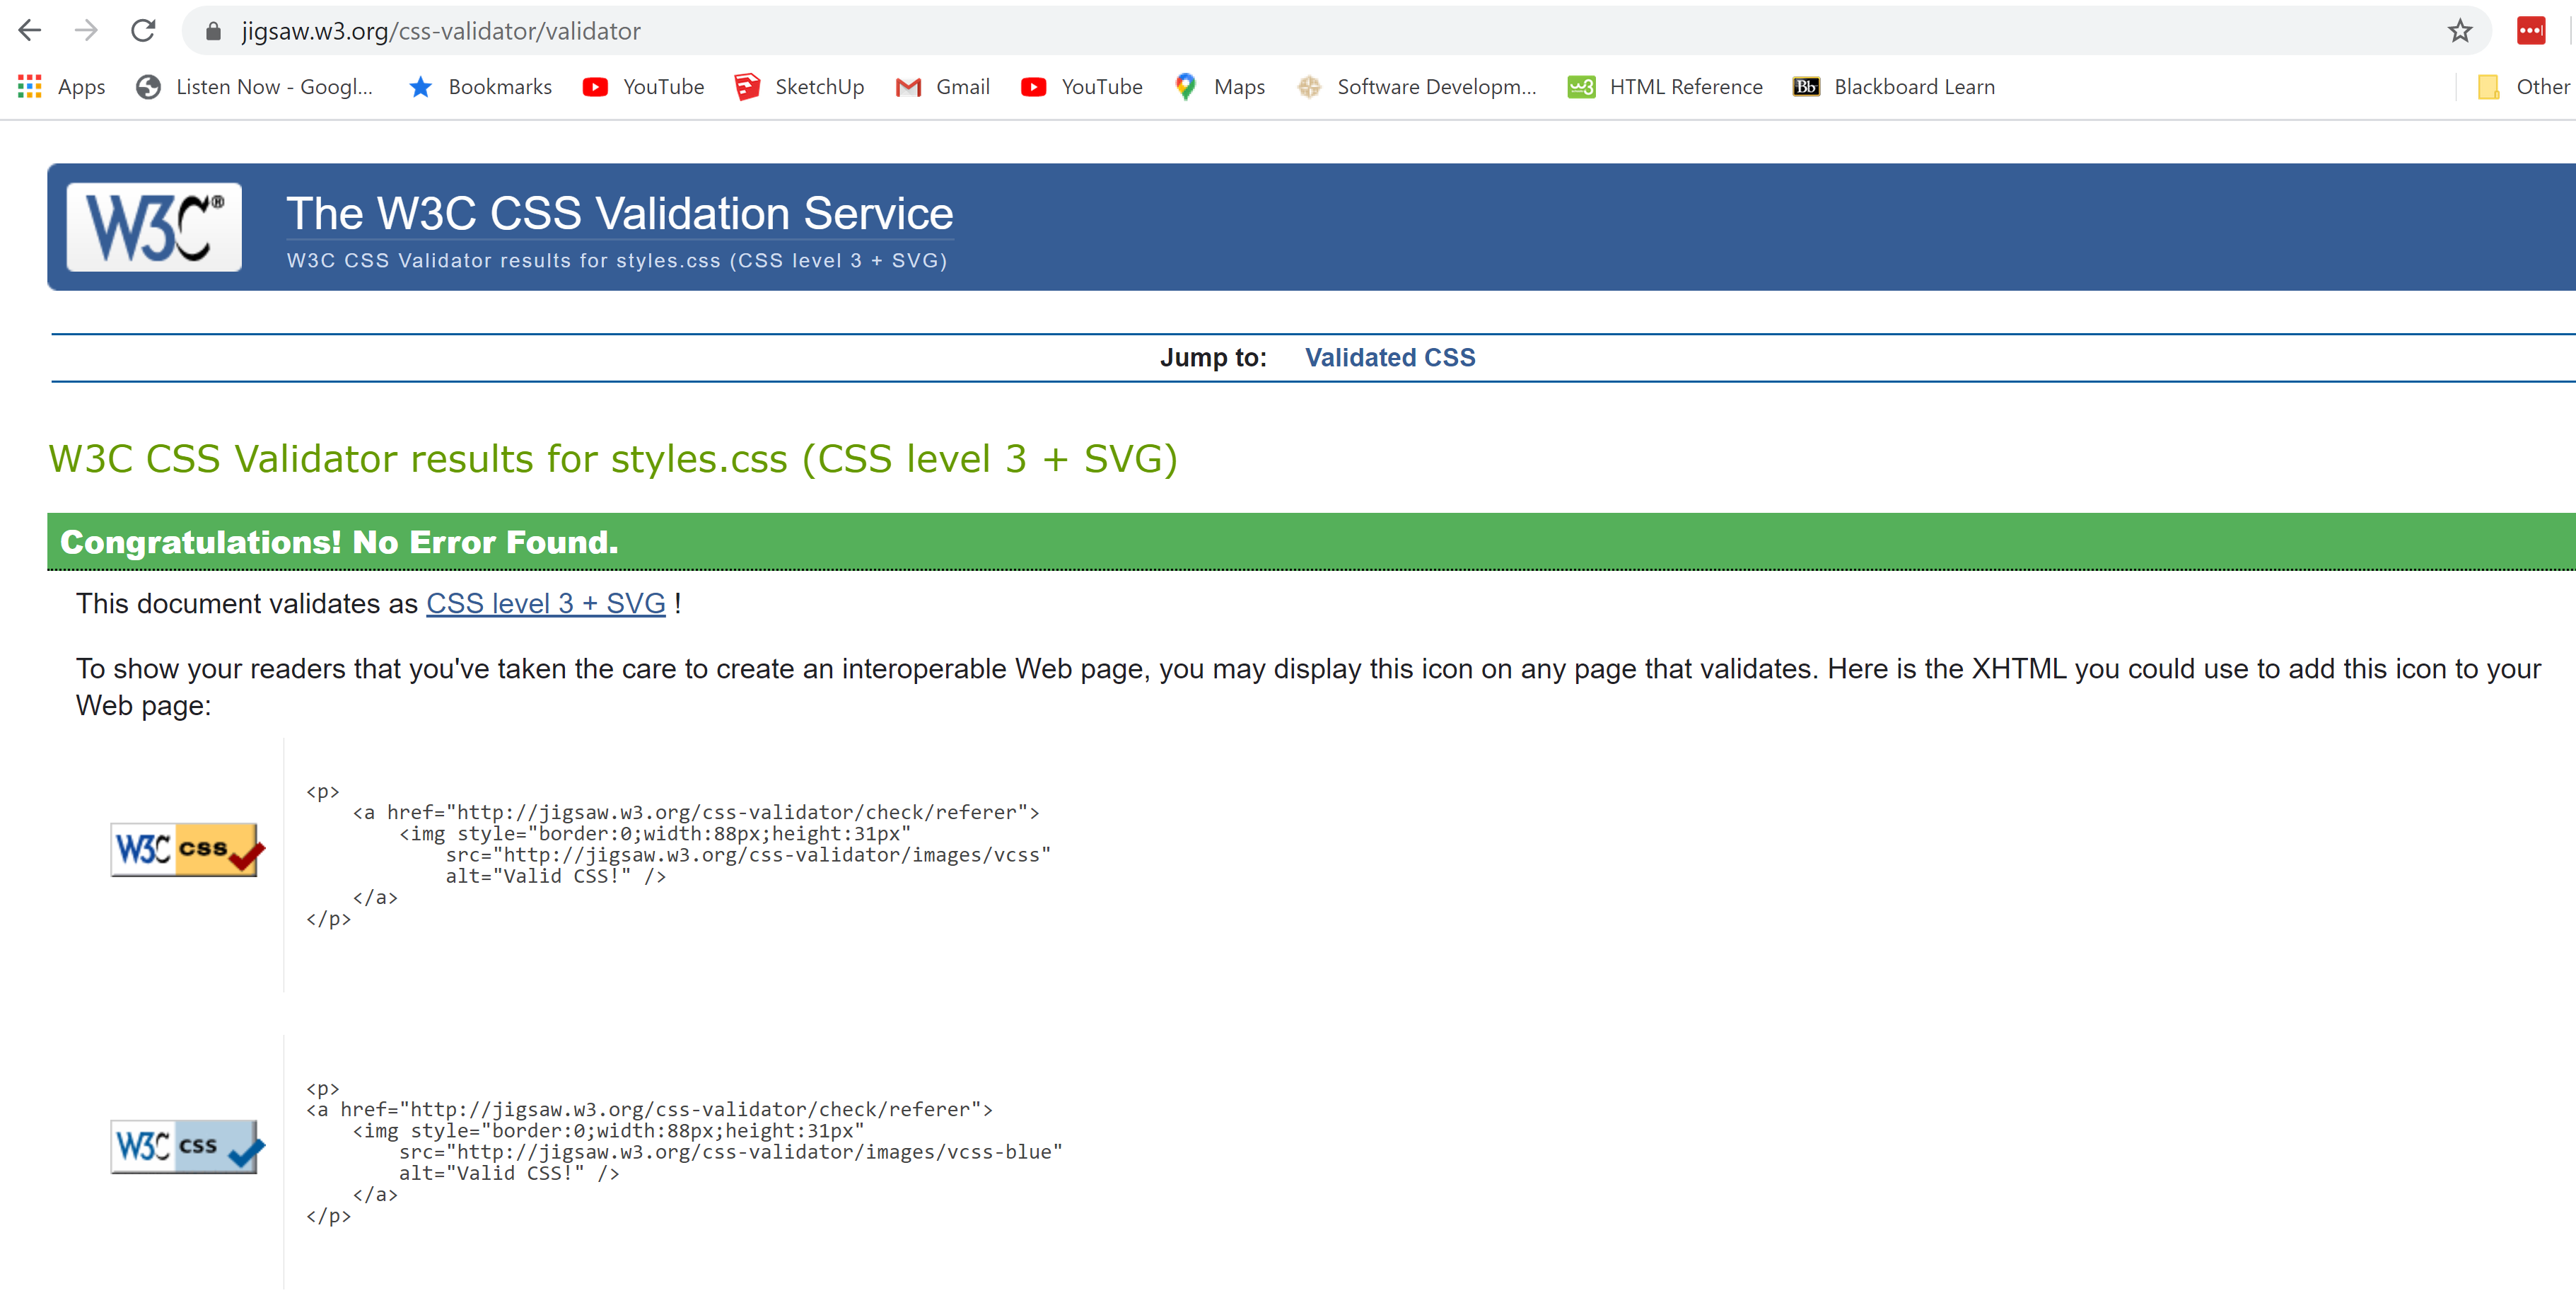 jigsaw.w3.org/css-validator/validator
Apps Listen Now - Googl... Bookmarks YouTube SketchUp Gmail YouTube Maps Software Developm... HTML Reference Blackboard Learn Other
W3C® The W3C CSS Validation Service
W3C CSS Validator results for styles.css (CSS level 3 + SVG)
Jump to: Validated CSS
W3C CSS Validator results for styles.css (CSS level 3 + SVG)
Congratulations! No Error Found.
This document validates as CSS level 3 + SVG !
To show your readers that you've taken the care to create an interoperable Web page, you may display this icon on any page that validates. Here is the XHTML you could use to add this icon to your
Web page:
W3C css
<p>
    <a href="http://jigsaw.w3.org/css-validator/check/referer">
        <img style="border:0;width:88px;height:31px"
            src="http://jigsaw.w3.org/css-validator/images/vcss"
            alt="Valid CSS!" />
    </a>
</p>
W3C css
<p>
<a href="http://jigsaw.w3.org/css-validator/check/referer">
    <img style="border:0;width:88px;height:31px"
        src="http://jigsaw.w3.org/css-validator/images/vcss-blue"
        alt="Valid CSS!" />
    </a>
</p>